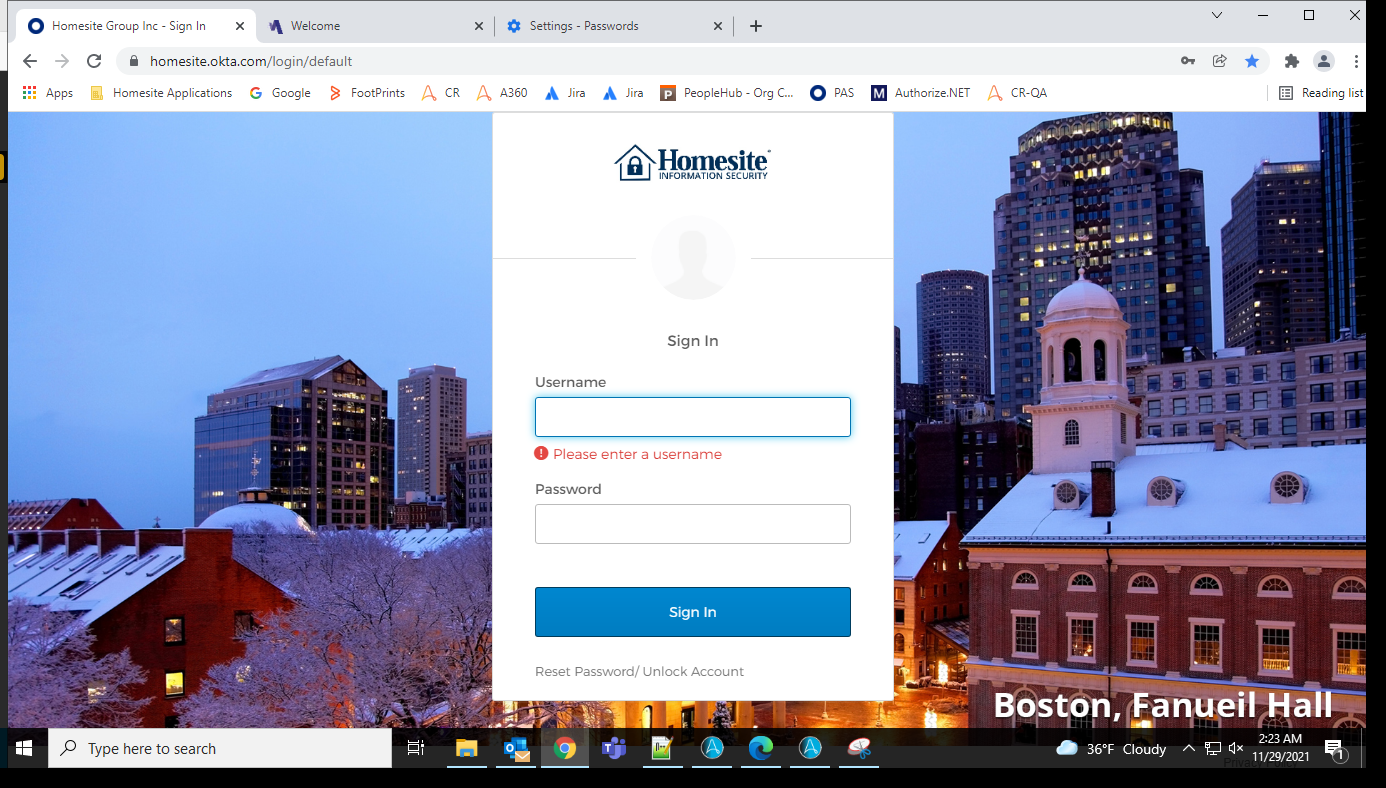 Homesite Group Inc - Sign In
Welcome
Settings - Passwords
homesite.okta.com/login/default
Apps
Homesite Applications
Google
FootPrints
CR
A360
Jira
Jira
PeopleHub - Org C...
PAS
Authorize.NET
CR-QA
Reading list
Homesite
INFORMATION SECURITY
Sign In
Username
Please enter a username
Password
Sign In
Reset Password/ Unlock Account
Boston, Fanueil Hall
Type here to search
36°F Cloudy
2:23 AM
11/29/2021
1